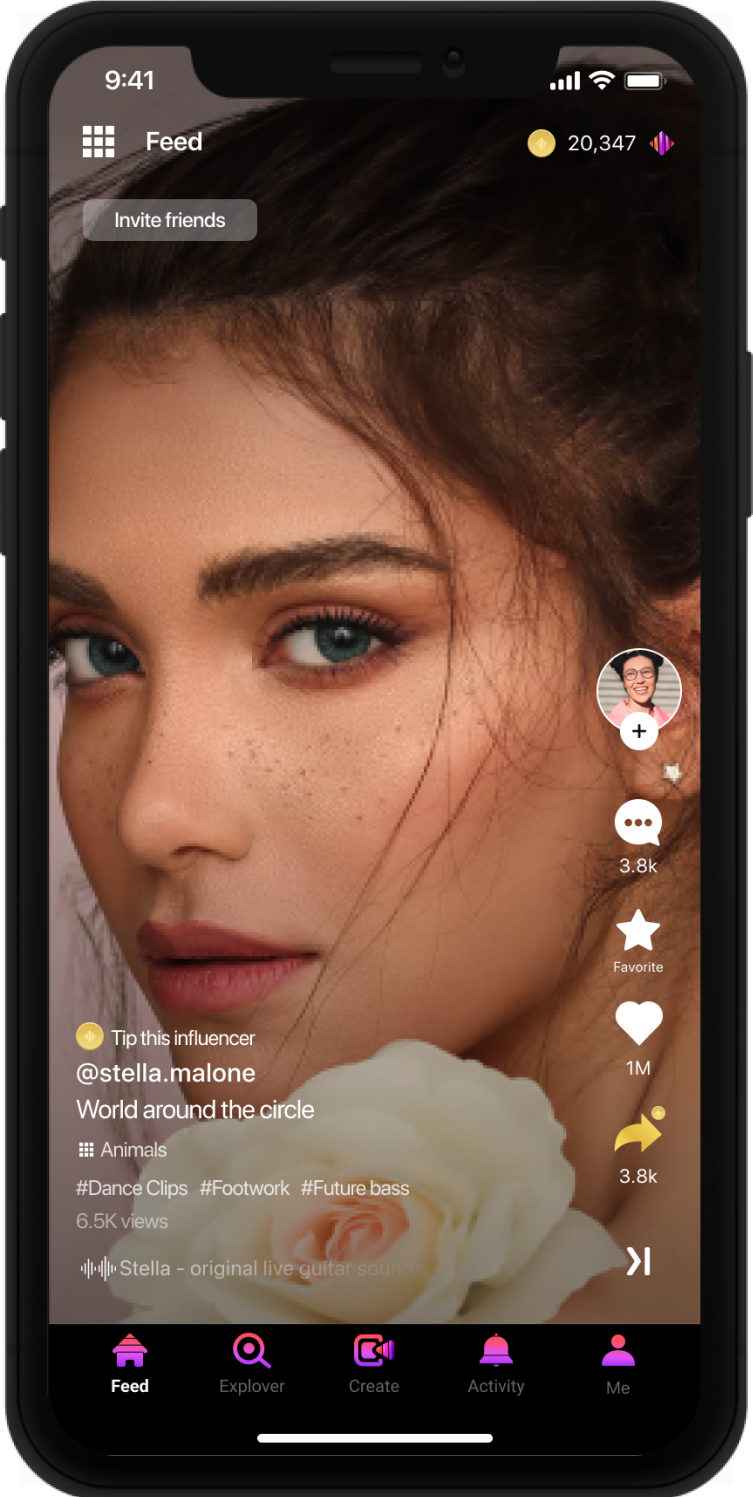 9:41
Feed
20,347
Invite friends
3.8k
Favorite
1M
3.8k
Tip this influencer
@stella.malone
World around the circle
Animals
#Dance Clips #Footwork #Future bass
6.5K views
Stella - original live guitar sound
Feed Explover Create Activity Me